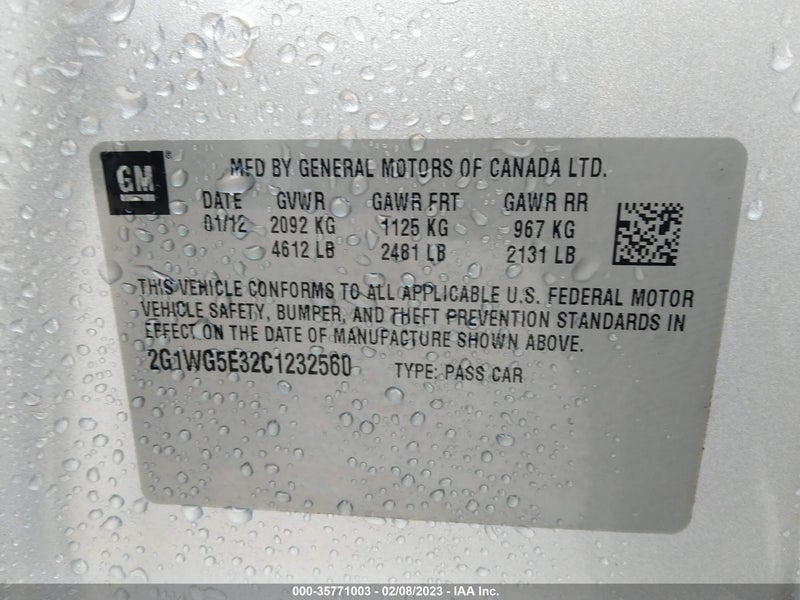 GM ® MFD BY GENERAL MOTORS OF CANADA LTD.
DATE GVWR GAWR FRT GAWR RR
01/12 2092 KG 1125 KG 967 KG
4612 LB 2481 LB 2131 LB
THIS VEHICLE CONFORMS TO ALL APPLICABLE U.S. FEDERAL MOTOR
VEHICLE SAFETY, BUMPER, AND THEFT PREVENTION STANDARDS IN
EFFECT ON THE DATE OF MANUFACTURE SHOWN ABOVE.
2G1WG5E32C1232560 TYPE: PASS CAR
000-35771003 — 02/08/2023 — IAA Inc.